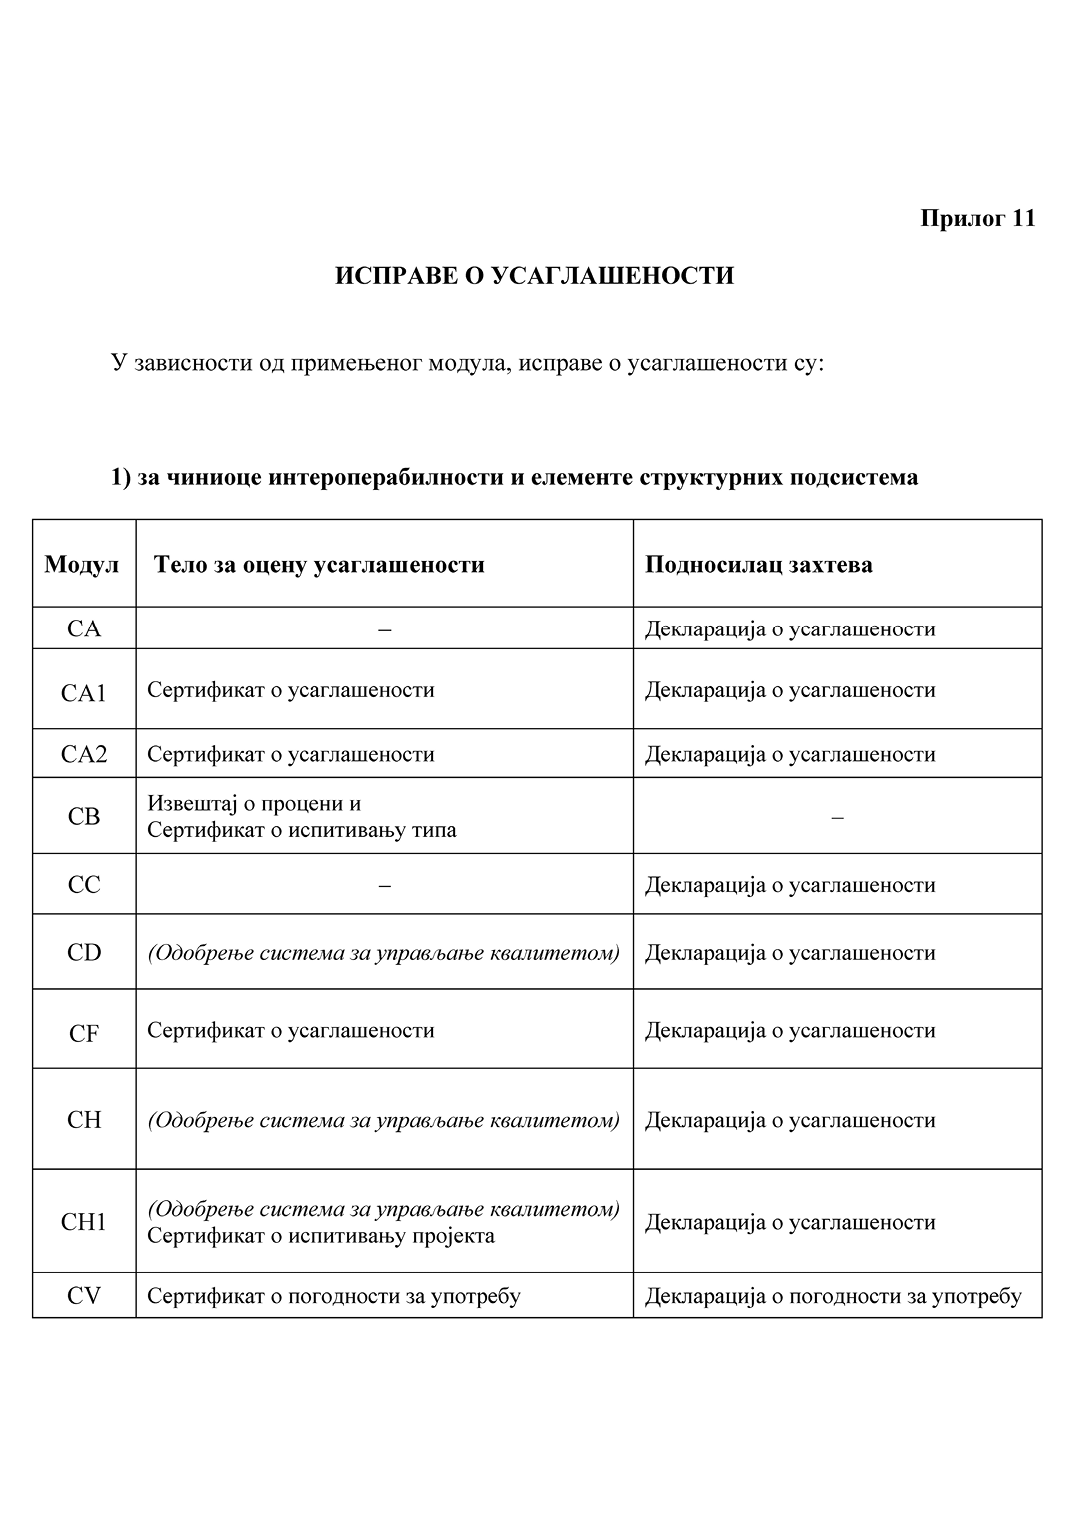 Прилог 11
ИСПРАВЕ О УСАГЛАШЕНОСТИ
У зависности од примењеног модула, исправе о усаглашености су:
1) за чиниоце интероперабилности и елементе структурних подсистема
Модул Тело за оцену усаглашености Подносилац захтева
CA – Декларација о усаглашености
CA1 Сертификат о усаглашености Декларација о усаглашености
CA2 Сертификат о усаглашености Декларација о усаглашености
CB Извештај о процени и
Сертификат о испитивању типа –
CC – Декларација о усаглашености
CD (Одобрење система за управљање квалитетом) Декларација о усаглашености
CF Сертификат о усаглашености Декларација о усаглашености
CH (Одобрење система за управљање квалитетом) Декларација о усаглашености
CH1 (Одобрење система за управљање квалитетом)
Сертификат о испитивању пројекта Декларација о усаглашености
CV Сертификат о погодности за употребу Декларација о погодности за употребу